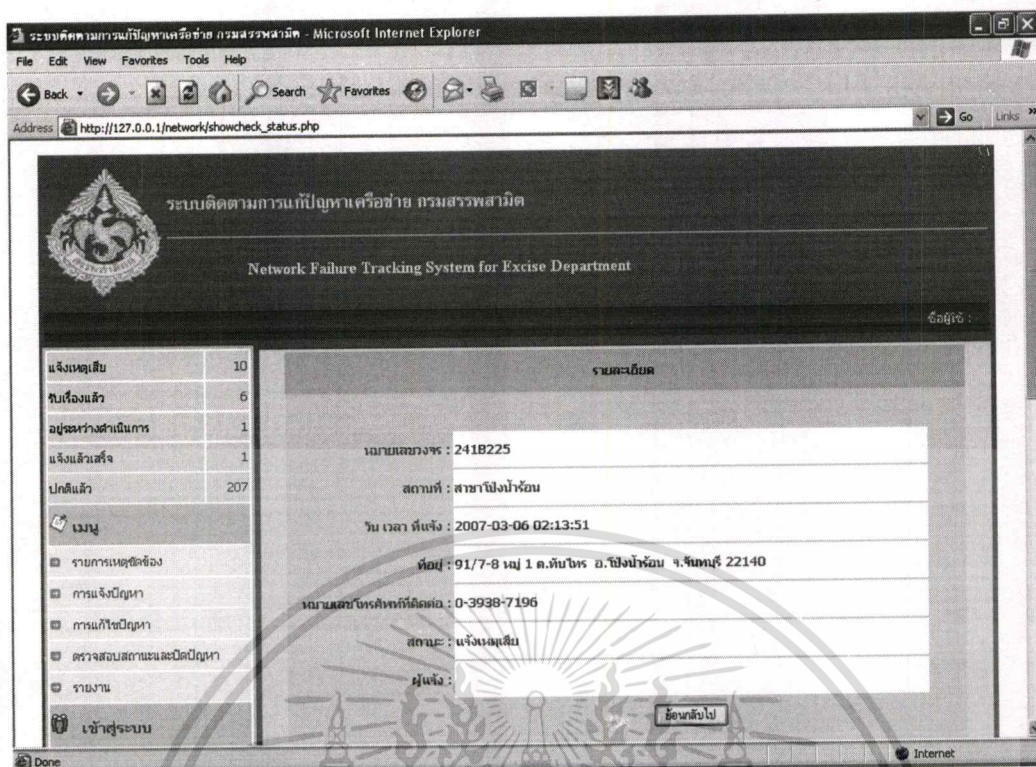 ระบบติดตามการแก้ปัญหาเครือข่าย กรมสรรพสามิต - Microsoft Internet Explorer
File Edit View Favorites Tools Help
Back Search Favorites
Address http://127.0.0.1/network/showcheck_status.php Go Links
ระบบติดตามการแก้ปัญหาเครือข่าย กรมสรรพสามิต
Network Failure Tracking System for Excise Department
ชื่อผู้ใช้ :
แจ้งเหตุเสีย 10
รับเรื่องแล้ว 6
อยู่ระหว่างดำเนินการ 1
แจ้งแล้วเสร็จ 1
ปกติแล้ว 207
เมนู
รายการเหตุขัดข้อง
การแจ้งปัญหา
การแก้ไขปัญหา
ตรวจสอบสถานะและปิดปัญหา
รายงาน
เข้าสู่ระบบ
รายละเอียด
หมายเลขวงจร : 241B225
สถานที่ : สาขาโป่งน้ำร้อน
วัน เวลา ที่แจ้ง : 2007-03-06 02:13:51
ที่อยู่ : 91/7-8 หมู่ 1 ต.ทับไทร อ.โป่งน้ำร้อน จ.จันทบุรี 22140
หมายเลขโทรศัพท์ที่ติดต่อ : 0-3938-7196
สถานะ : แจ้งเหตุเสีย
ผู้แจ้ง :
ย้อนกลับไป
Done Internet